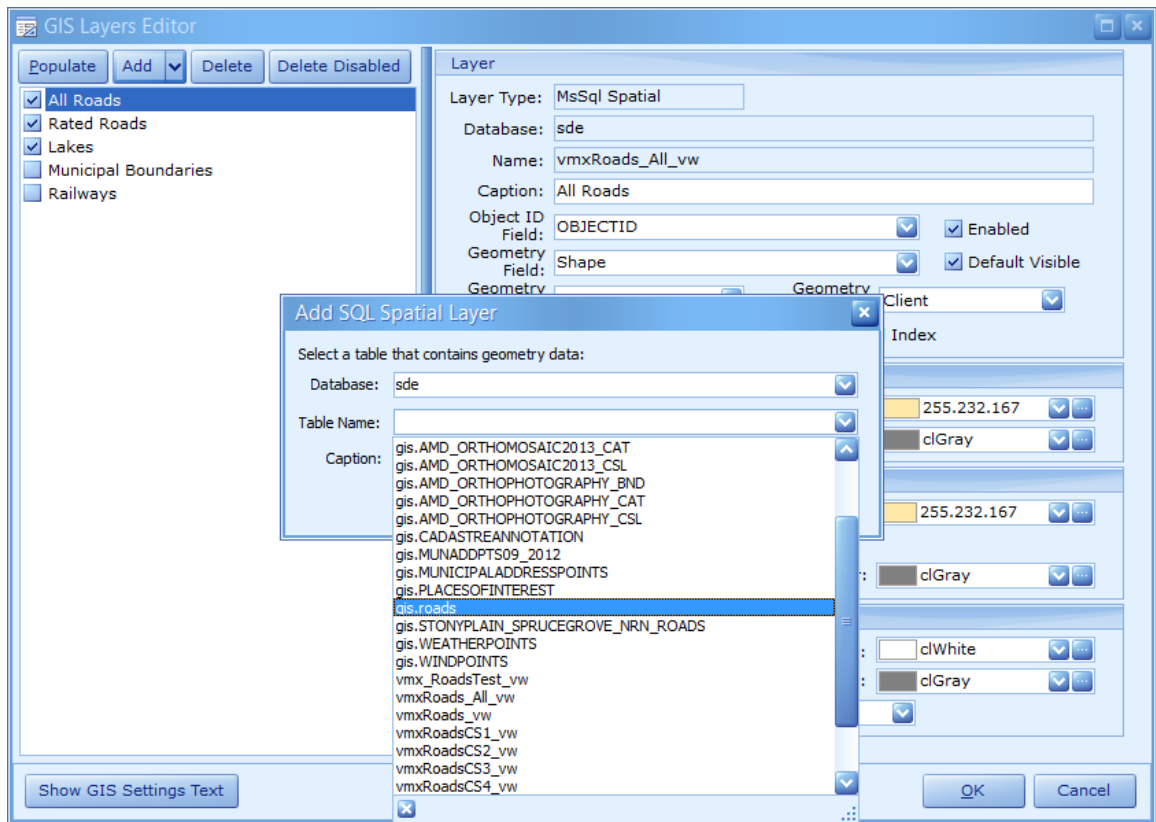 GIS Layers Editor
Populate Add Delete Delete Disabled
All Roads
Rated Roads
Lakes
Municipal Boundaries
Railways
Layer
Layer Type: MsSql Spatial
Database: sde
Name: vmxRoads_All_vw
Caption: All Roads
Object ID
Field: OBJECTID
Enabled
Geometry
Field: Shape
Default Visible
Geometry
Geometry
Client
Index
255.232.167
clGray
255.232.167
clGray
clWhite
clGray
Add SQL Spatial Layer
Select a table that contains geometry data:
Database: sde
Table Name:
Caption:
gis.AMD_ORTHOMOSAIC2013_CAT
gis.AMD_ORTHOMOSAIC2013_CSL
gis.AMD_ORTHOPHOTOGRAPHY_BND
gis.AMD_ORTHOPHOTOGRAPHY_CAT
gis.AMD_ORTHOPHOTOGRAPHY_CSL
gis.CADASTREANNOTATION
gis.MUNADDPTS09_2012
gis.MUNICIPALADDRESSPOINTS
gis.PLACESOFINTEREST
gis.roads
gis.STONYPLAIN_SPRUCEGROVE_NRN_ROADS
gis.WEATHERPOINTS
gis.WINDPOINTS
vmx_RoadsTest_vw
vmxRoads_All_vw
vmxRoads_vw
vmxRoadsCS1_vw
vmxRoadsCS2_vw
vmxRoadsCS3_vw
vmxRoadsCS4_vw
Show GIS Settings Text
OK Cancel